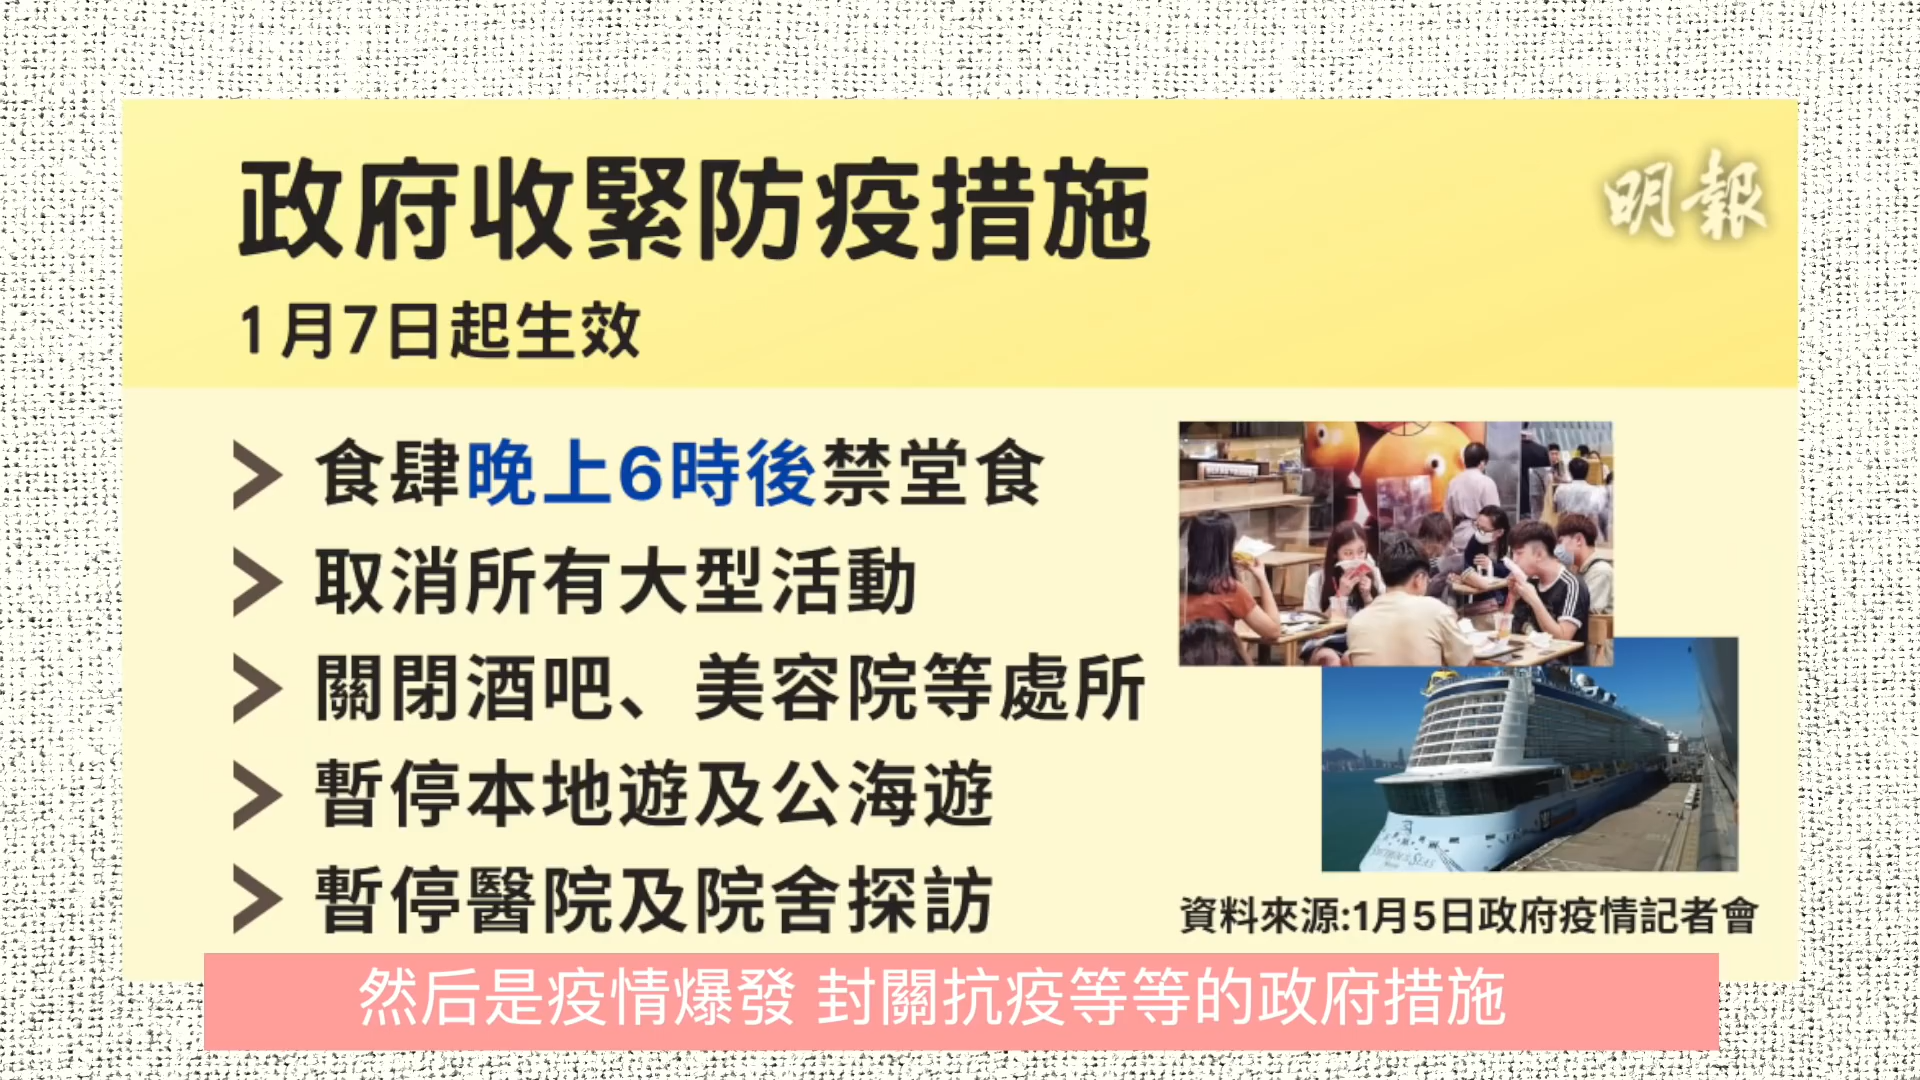 政府收緊防疫措施
明報
1月7日起生效
食肆晚上6時後禁堂食
取消所有大型活動
關閉酒吧、美容院等處所
暫停本地遊及公海遊
暫停醫院及院舍探訪
資料來源:1月5日政府疫情記者會
然后是疫情爆發 封關抗疫等等的政府措施